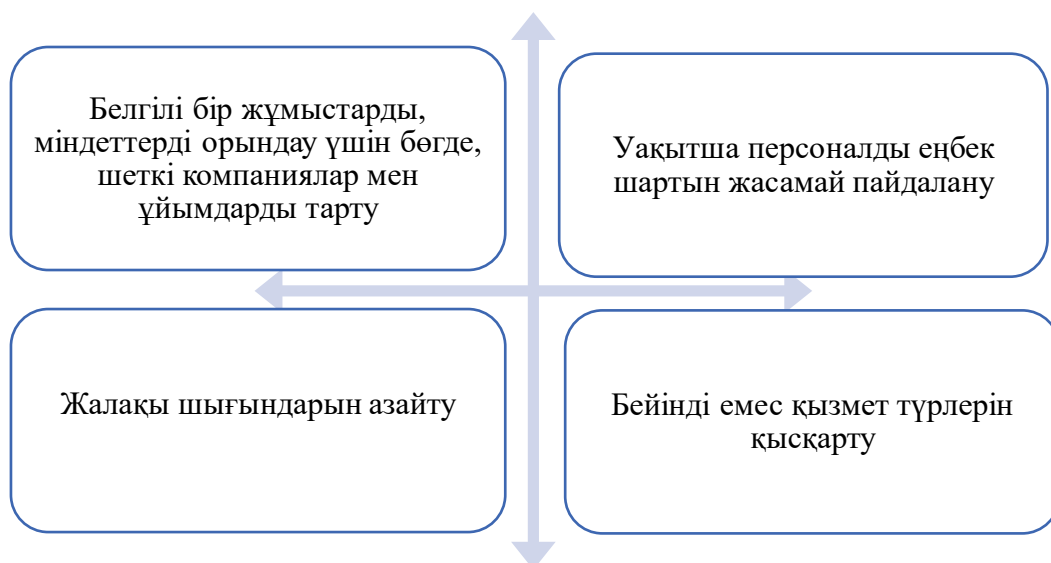 Белгілі бір жұмыстарды,
міндеттерді орындау үшін бөгде,
шеткі компаниялар мен
ұйымдарды тарту
Уақытша персоналды еңбек
шартын жасамай пайдалану
Жалақы шығындарын азайту
Бейінді емес қызмет түрлерін
қысқарту